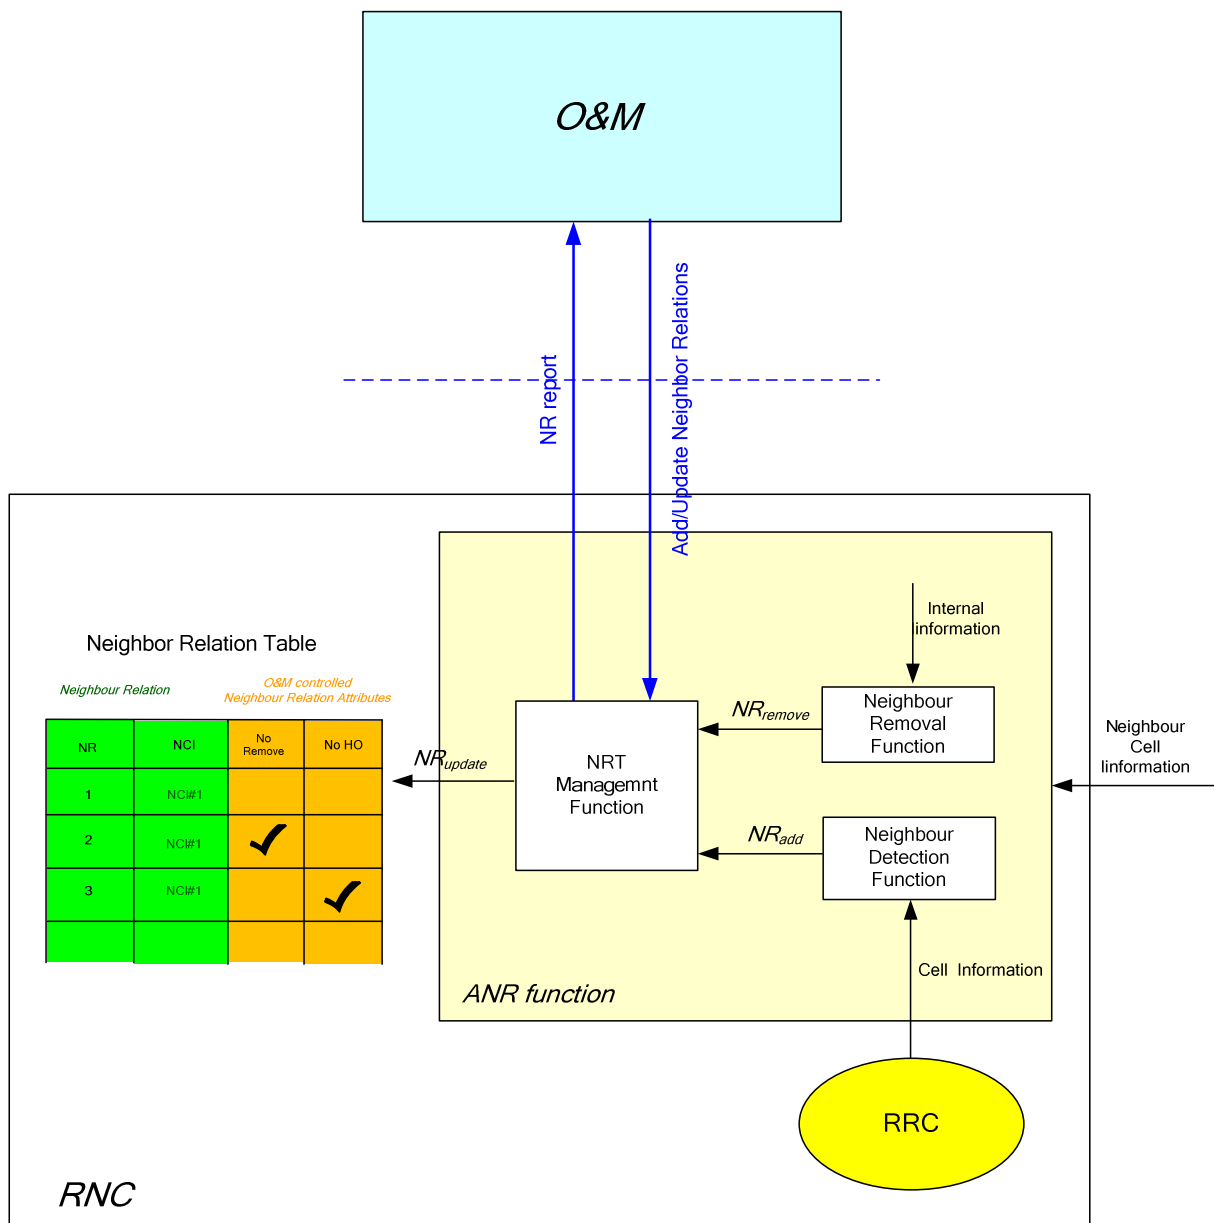 O&M
NR report
Add/Update Neighbor Relations
Neighbor Relation Table
Neighbour Relation
O&M controlled
Neighbour Relation Attributes
NR NCI No Remove No HO
1 NCI#1
2 NCI#1 ✓
3 NCI#1 ✓
NRupdate
NRT
Managemnt
Function
NRremove
NRadd
Internal
Iinformation
Neighbour
Removal
Function
Neighbour
Detection
Function
Neighbour
Cell
Iinformation
Cell Information
ANR function
RRC
RNC